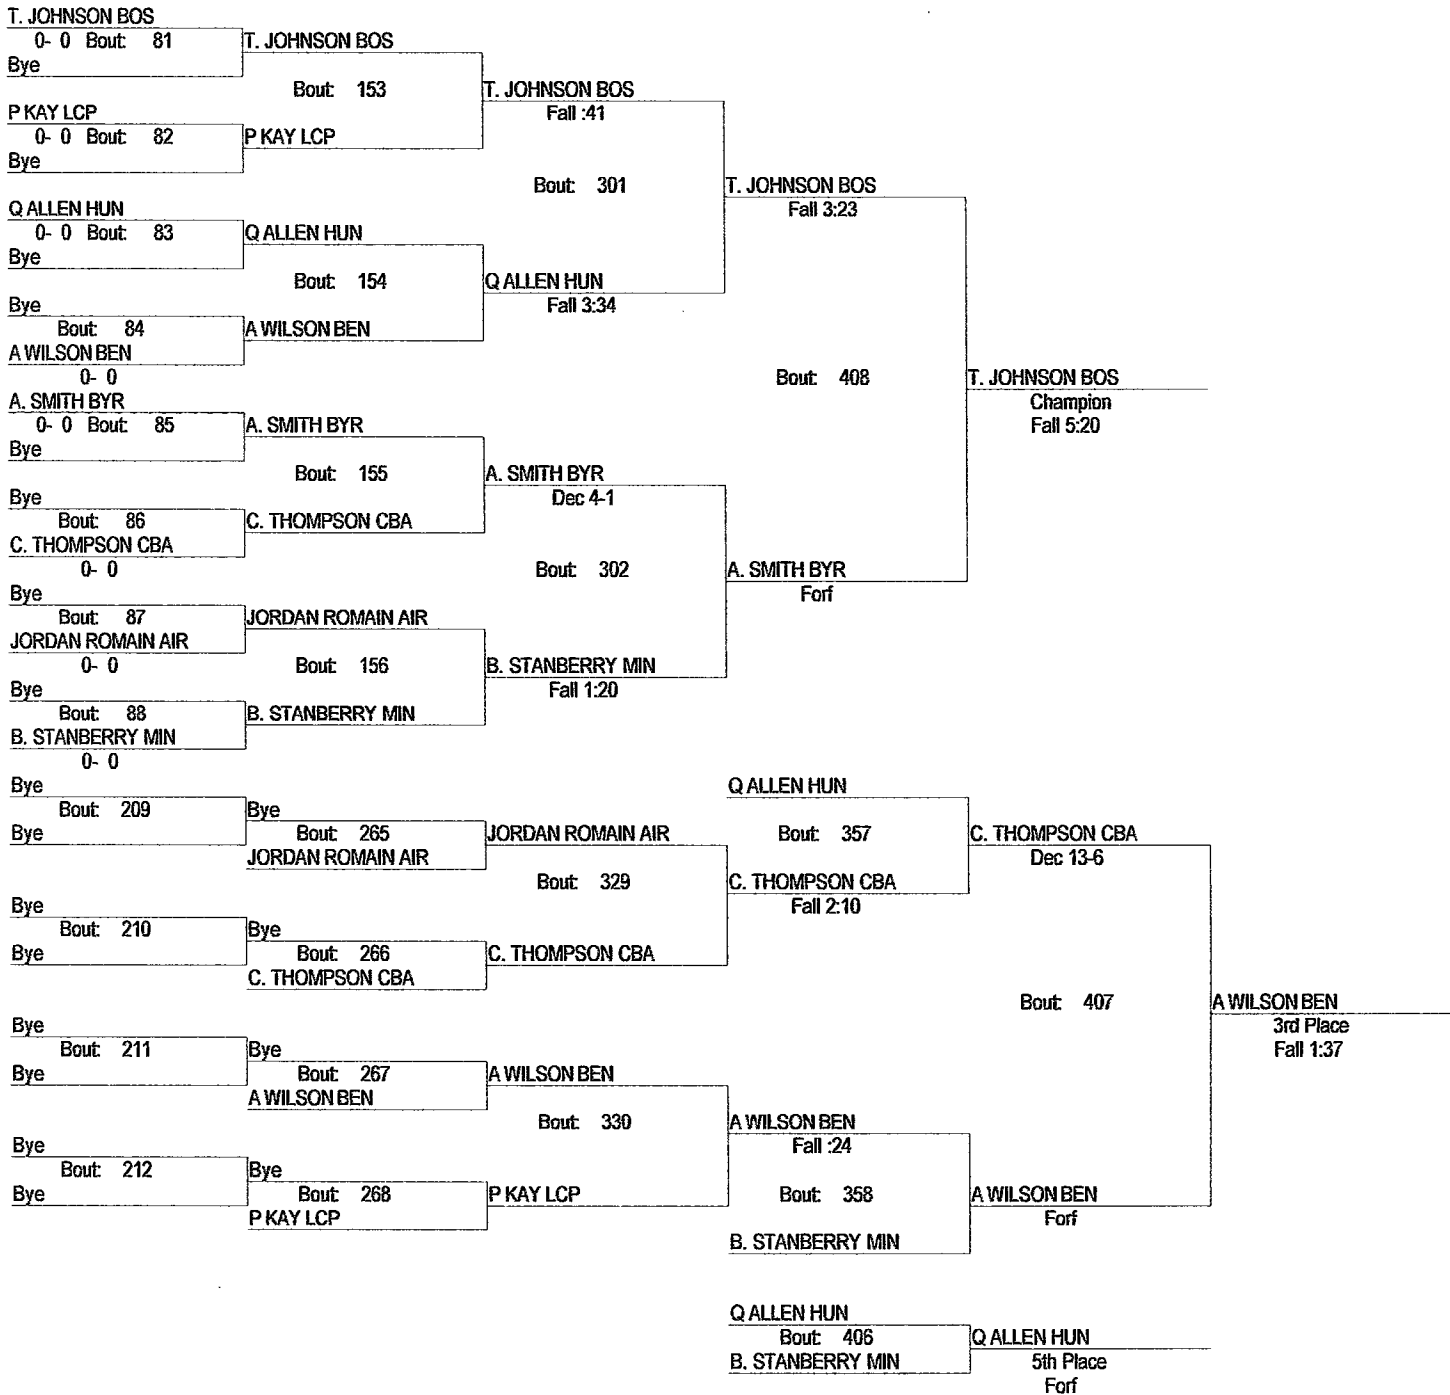 T. JOHNSON BOS
0- 0 Bout: 81 T. JOHNSON BOS
Bye
Bout: 153 T. JOHNSON BOS
P KAY LCP Fall :41
0- 0 Bout: 82 P KAY LCP
Bye
Bout: 301 T. JOHNSON BOS
Q ALLEN HUN Fall 3:23
0- 0 Bout: 83 Q ALLEN HUN
Bye
Bout: 154 Q ALLEN HUN
Bye Fall 3:34
Bout: 84 A WILSON BEN
A WILSON BEN
0- 0 Bout: 408 T. JOHNSON BOS
A. SMITH BYR Champion
0- 0 Bout: 85 A. SMITH BYR Fall 5:20
Bye
Bout: 155 A. SMITH BYR
Bye Dec 4-1
Bout: 86 C. THOMPSON CBA
C. THOMPSON CBA
0- 0 Bout: 302 A. SMITH BYR
Bye Forf
Bout: 87 JORDAN ROMAIN AIR
JORDAN ROMAIN AIR
0- 0 Bout: 156 B. STANBERRY MIN
Bye Fall 1:20
Bout: 88 B. STANBERRY MIN
B. STANBERRY MIN
0- 0
Bye Q ALLEN HUN
Bout: 209 Bye
Bye Bout: 265 JORDAN ROMAIN AIR Bout: 357 C. THOMPSON CBA
JORDAN ROMAIN AIR Dec 13-6
Bout: 329 C. THOMPSON CBA
Bye Fall 2:10
Bout: 210 Bye
Bye Bout: 266 C. THOMPSON CBA
C. THOMPSON CBA
Bout: 407 A WILSON BEN
Bye 3rd Place
Bout: 211 Bye Fall 1:37
Bye Bout: 267 A WILSON BEN
A WILSON BEN
Bout: 330 A WILSON BEN
Bye Fall :24
Bout: 212 Bye
Bye Bout: 268 P KAY LCP Bout: 358 A WILSON BEN
P KAY LCP Forf
B. STANBERRY MIN
Q ALLEN HUN
Bout: 406 Q ALLEN HUN
B. STANBERRY MIN 5th Place
Forf